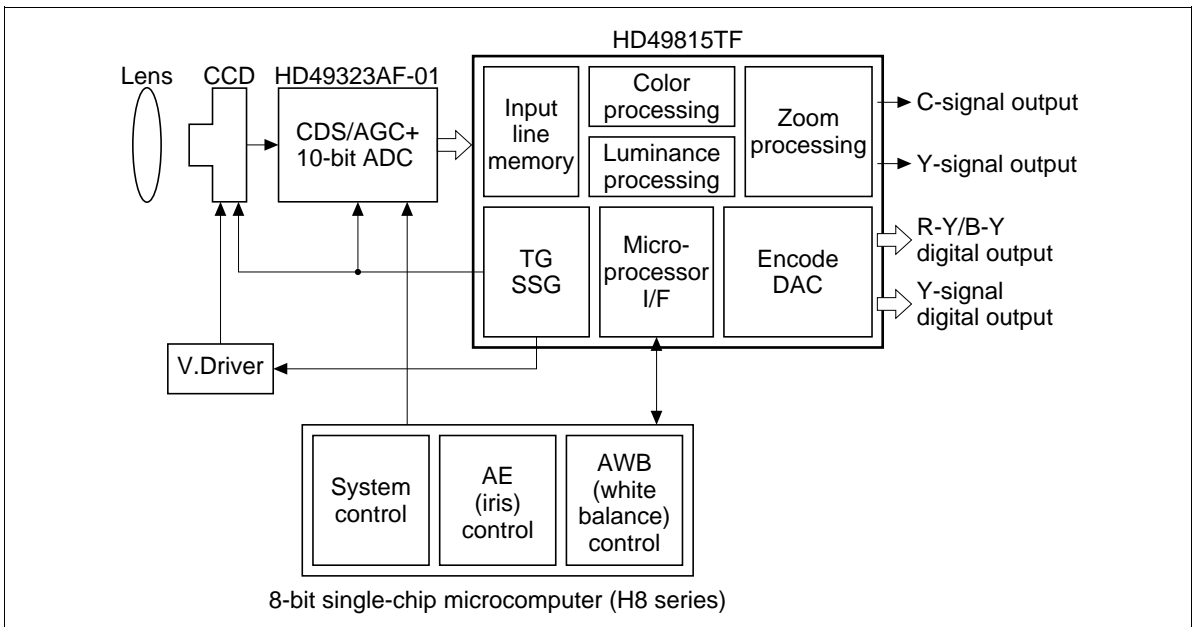 HD49815TF
Lens
CCD
HD49323AF-01
CDS/AGC+
10-bit ADC
Input
line
memory
Color
processing
Luminance
processing
Zoom
processing
C-signal output
Y-signal output
TG
SSG
Micro-
processor
I/F
Encode
DAC
R-Y/B-Y
digital output
Y-signal
digital output
V.Driver
System
control
AE
(iris)
control
AWB
(white
balance)
control
8-bit single-chip microcomputer (H8 series)